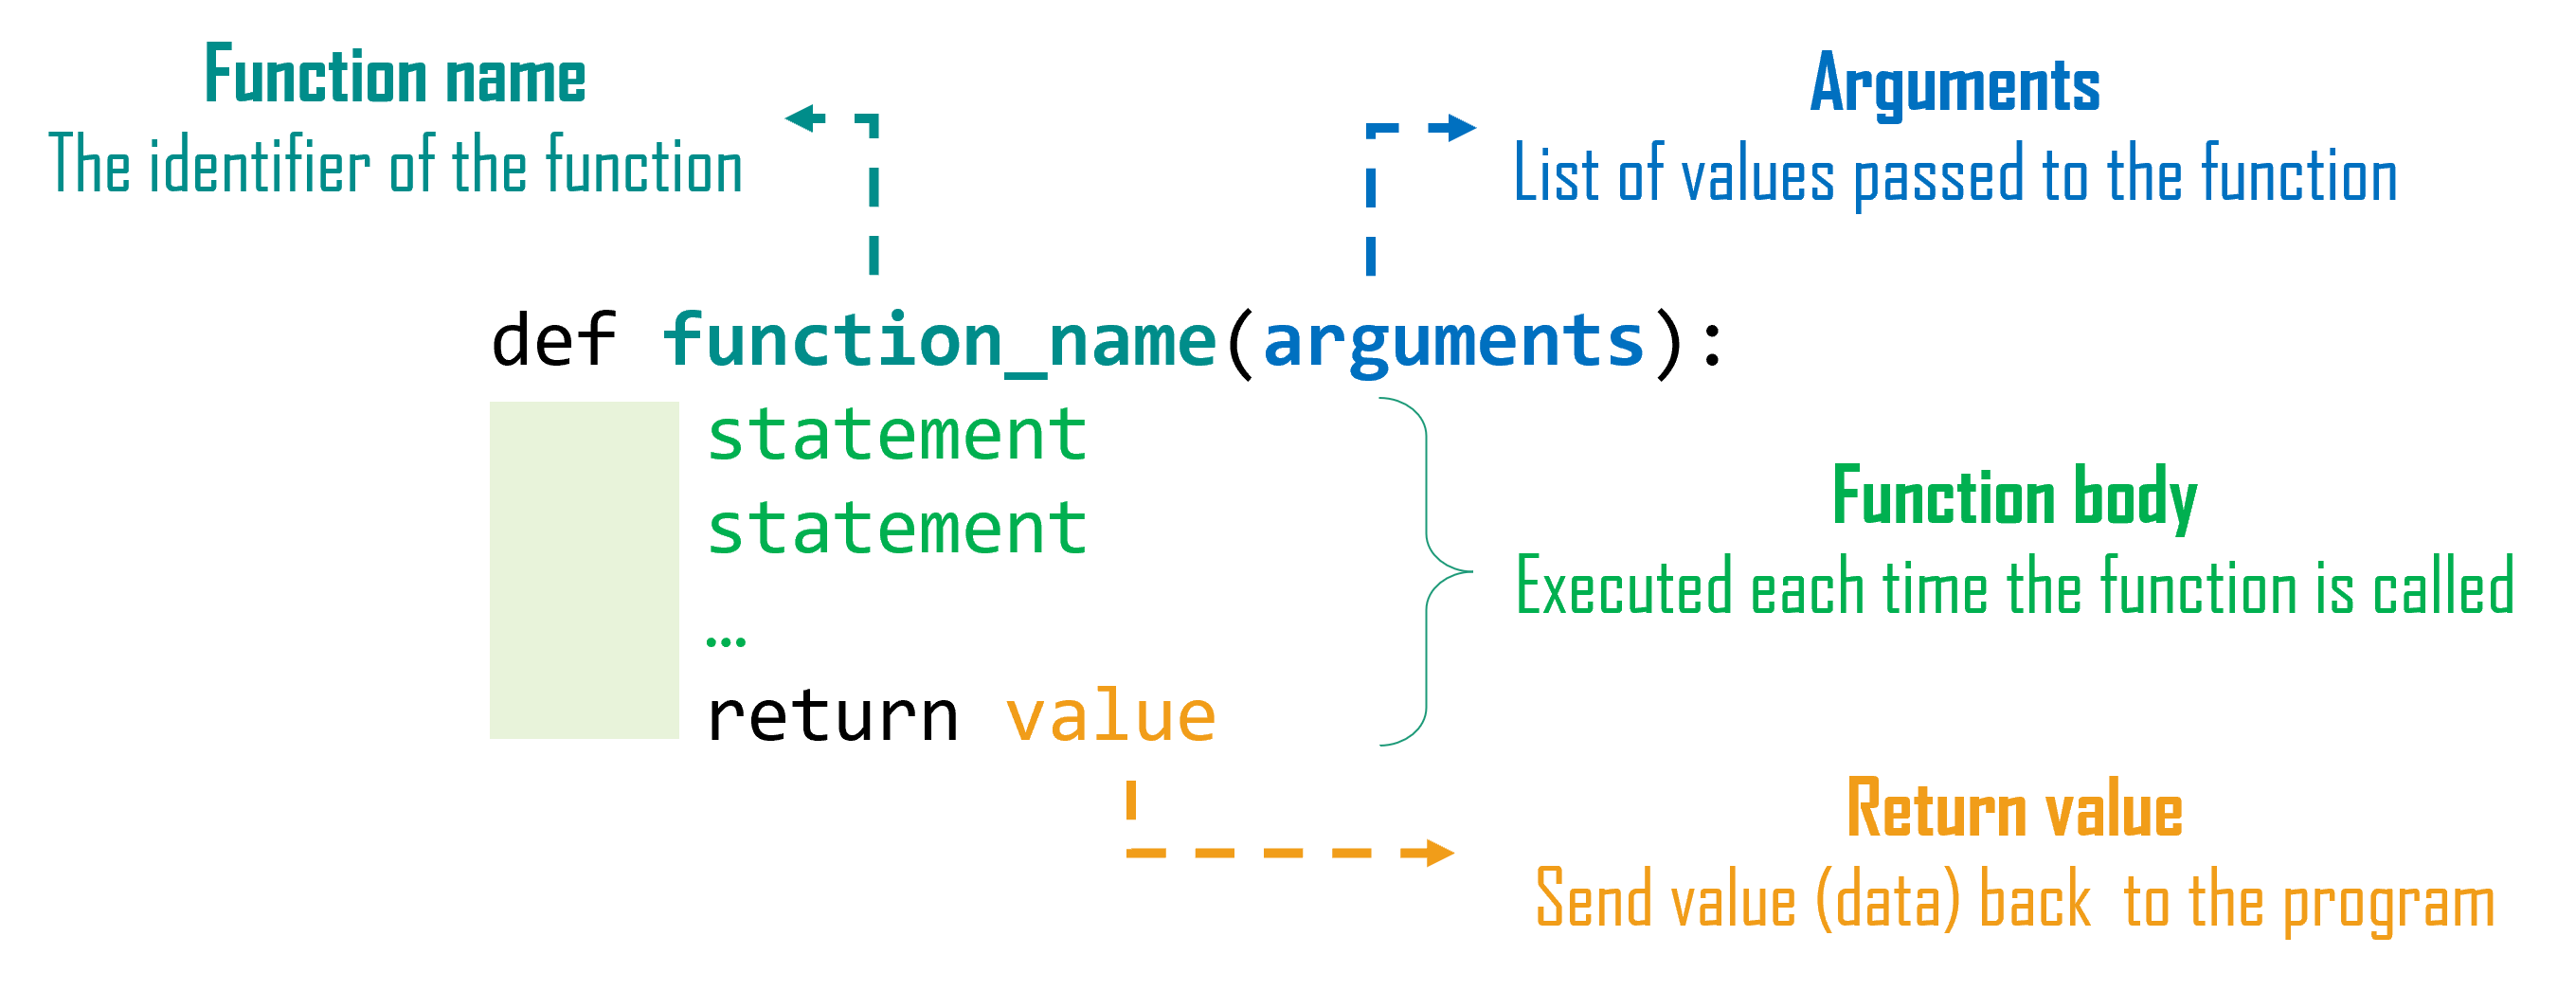 Function name
The identifier of the function
Arguments
List of values passed to the function
def function_name(arguments):
statement
statement
…
return value
Function body
Executed each time the function is called
Return value
Send value (data) back  to the program